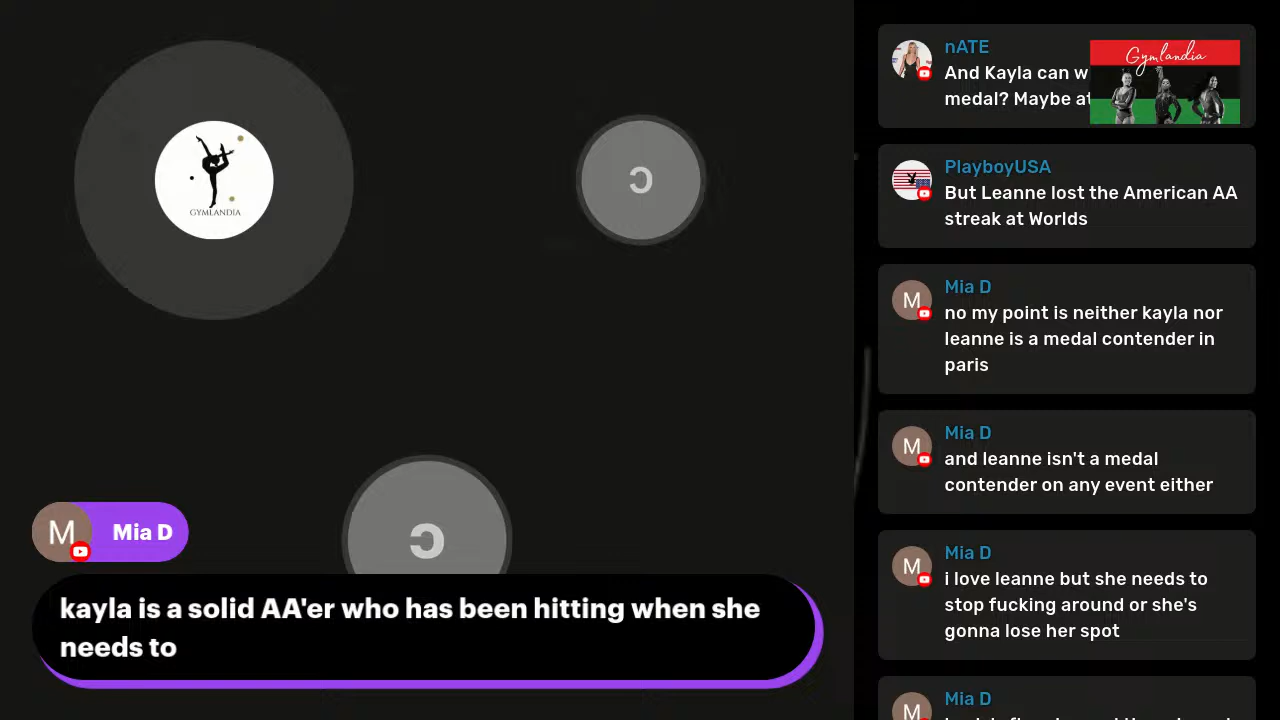 GYMLANDIA
ɔ
ɔ
M
Mia D
kayla is a solid AA'er who has been hitting when she
needs to
nATE
And Kayla can w
medal? Maybe at
Gymlandia
PlayboyUSA
But Leanne lost the American AA
streak at Worlds
M
Mia D
no my point is neither kayla nor
leanne is a medal contender in
paris
M
Mia D
and leanne isn't a medal
contender on any event either
M
Mia D
i love leanne but she needs to
stop fucking around or she's
gonna lose her spot
M
Mia D